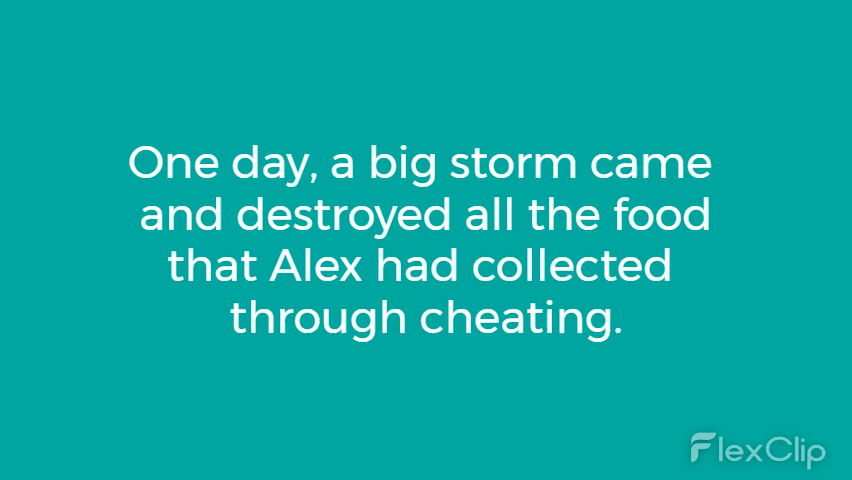 One day, a big storm came
and destroyed all the food
that Alex had collected
through cheating.
FlexClip